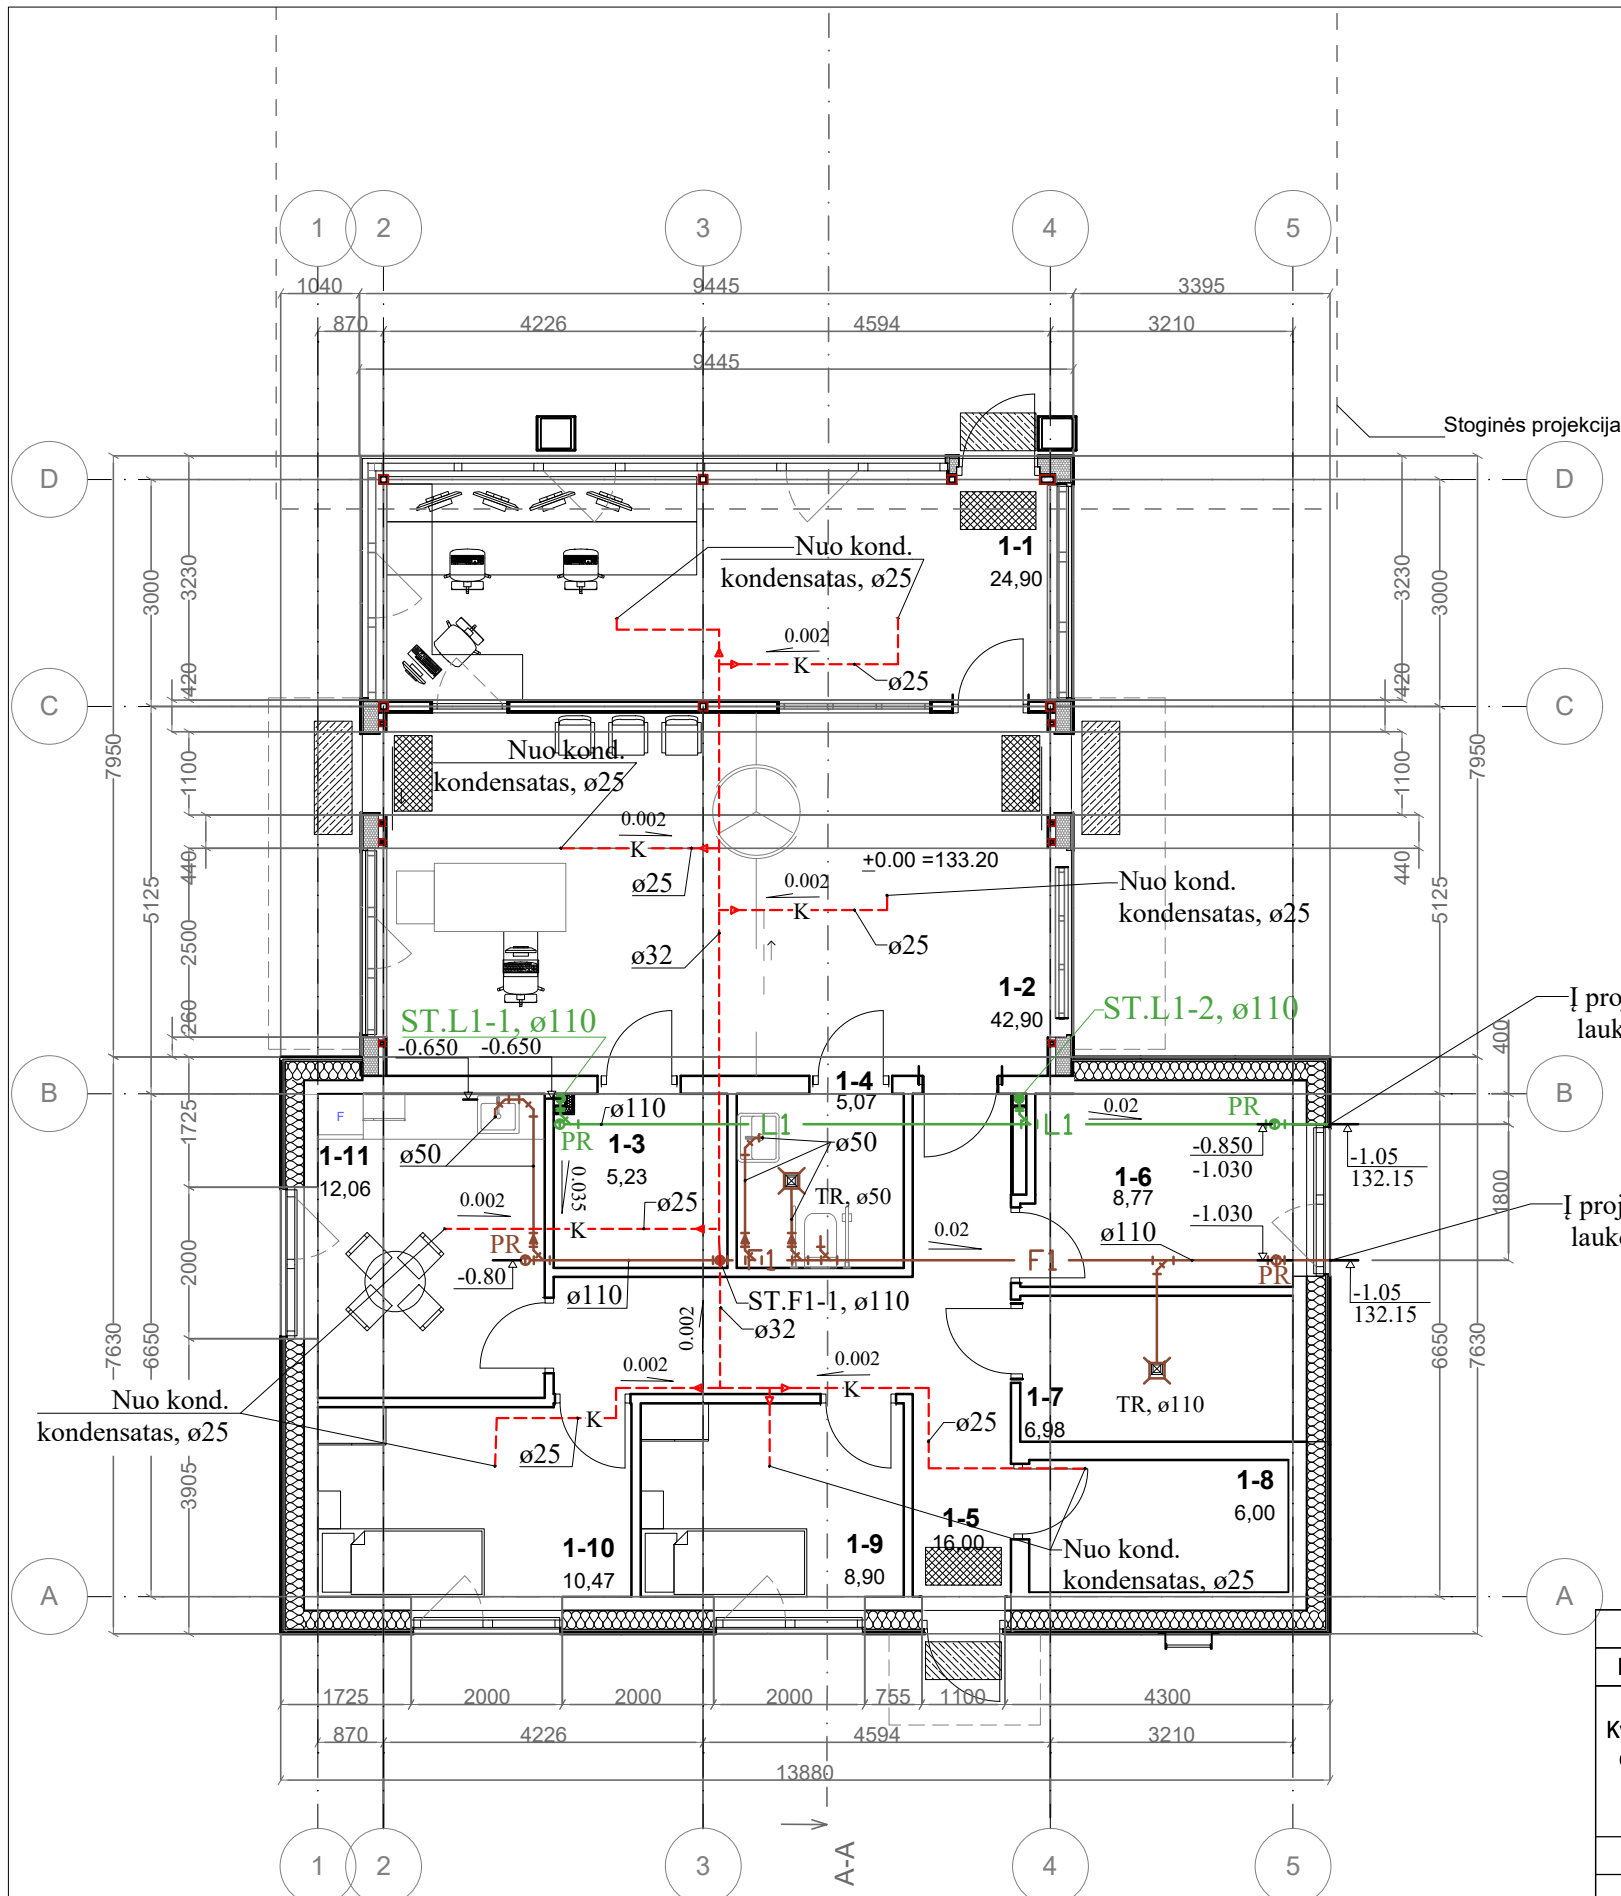 1
2
3
4
5
1040
9445
3395
870
4226
4594
3210
9445
Stoginės projekcija
D
D
Nuo kond.
kondensatas, ø25
1-1
24,90
3000
3230
3230
3000
0.002
K
ø25
420
420
C
C
7950
1100
Nuo kond.
kondensatas, ø25
1100
7950
0.002
K
ø25
440
440
+0.00 =133.20
0.002
K
ø25
Nuo kond.
kondensatas, ø25
5125
2500
5125
ø32
1-2
42,90
260
400
ST.L1-1, ø110
ST.L1-2, ø110
-0.650
-0.650
Į proj
lauk
B
B
1725
F
ø110
1-4
5,07
L1
L1
0.02
PR
PR
1-3
5,23
ø50
ø50
1-11
12,06
0.035
TR, ø50
1-6
8,77
-0.850
-1.030
-1.05
132.15
1800
0.002
K
ø25
0.02
-1.030
ø110
Į proj
lauk
PR
F1
F1
PR
-0.80
2000
ø110
ST.F1-1, ø110
ø32
-1.05
132.15
0.002
7630
6650
6650
7630
0.002
K
0.002
K
Nuo kond.
kondensatas, ø25
ø25
ø25
1-7
6,98
TR, ø110
3905
1-8
6,00
1-5
16,00
1-10
10,47
1-9
8,90
Nuo kond.
kondensatas, ø25
A
A
1725
2000
2000
2000
755
1100
4300
870
4226
4594
3210
13880
A-A
1
2
3
4
5